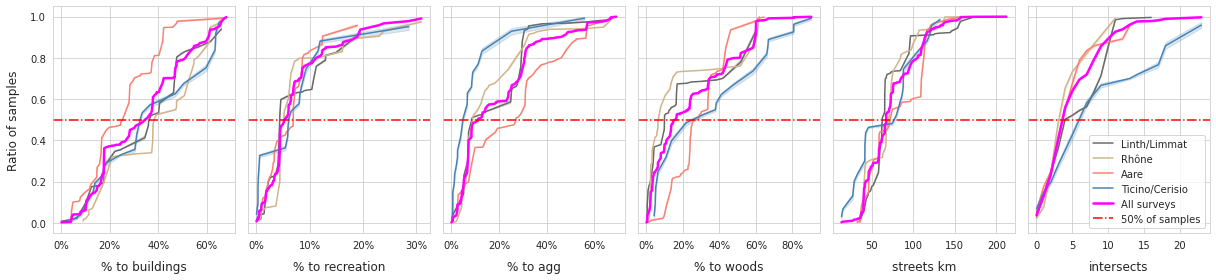 Ratio of samples
1.0
0.8
0.6
0.4
0.2
0.0
0% 20% 40% 60%
% to buildings
0% 10% 20% 30%
% to recreation
0% 20% 40% 60%
% to agg
0% 20% 40% 60% 80%
% to woods
50 100 150 200
streets km
0 5 10 15 20
intersects
Linth/Limmat
Rhône
Aare
Ticino/Cerisio
All surveys
50% of samples